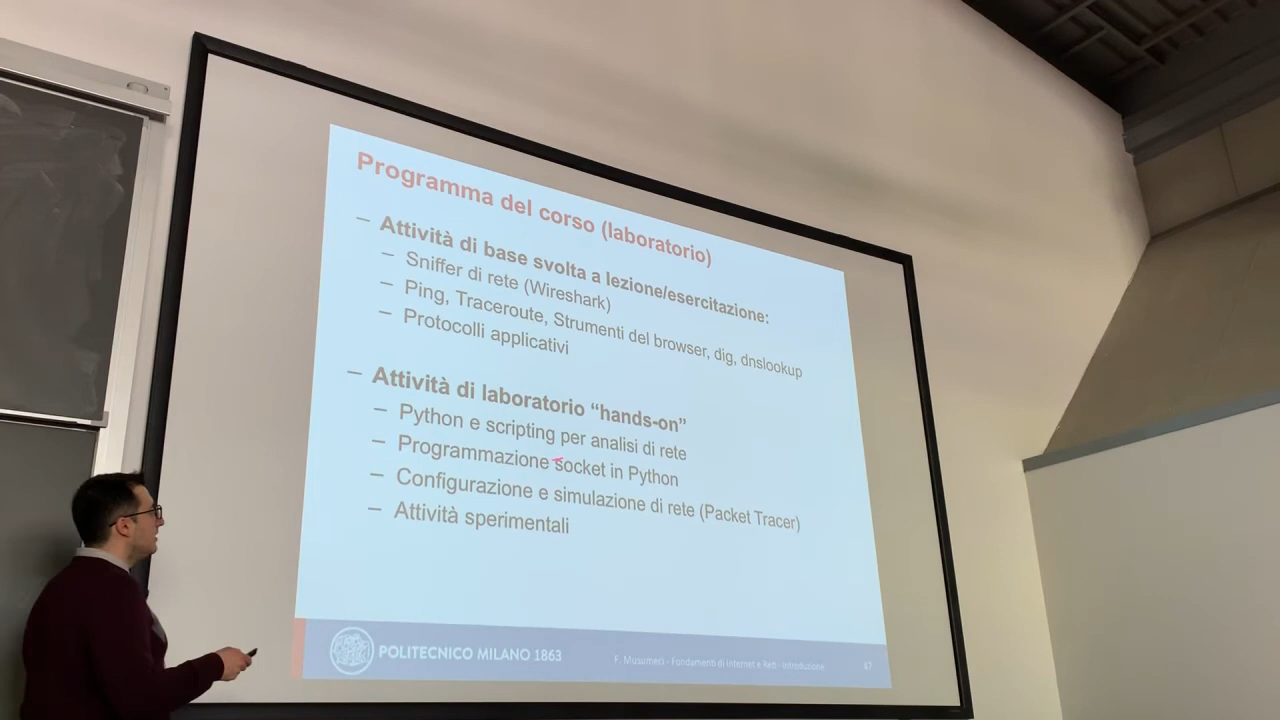 Programma del corso (laboratorio)
– Attività di base svolta a lezione/esercitazione:
– Sniffer di rete (Wireshark)
– Ping, Traceroute, Strumenti del browser, dig, dnslookup
– Protocolli applicativi
– Attività di laboratorio “hands-on”
– Python e scripting per analisi di rete
– Programmazione socket in Python
– Configurazione e simulazione di rete (Packet Tracer)
– Attività sperimentali
POLITECNICO MILANO 1863
F. Musumeci - Fondamenti di Internet e Reti - Introduzione
47